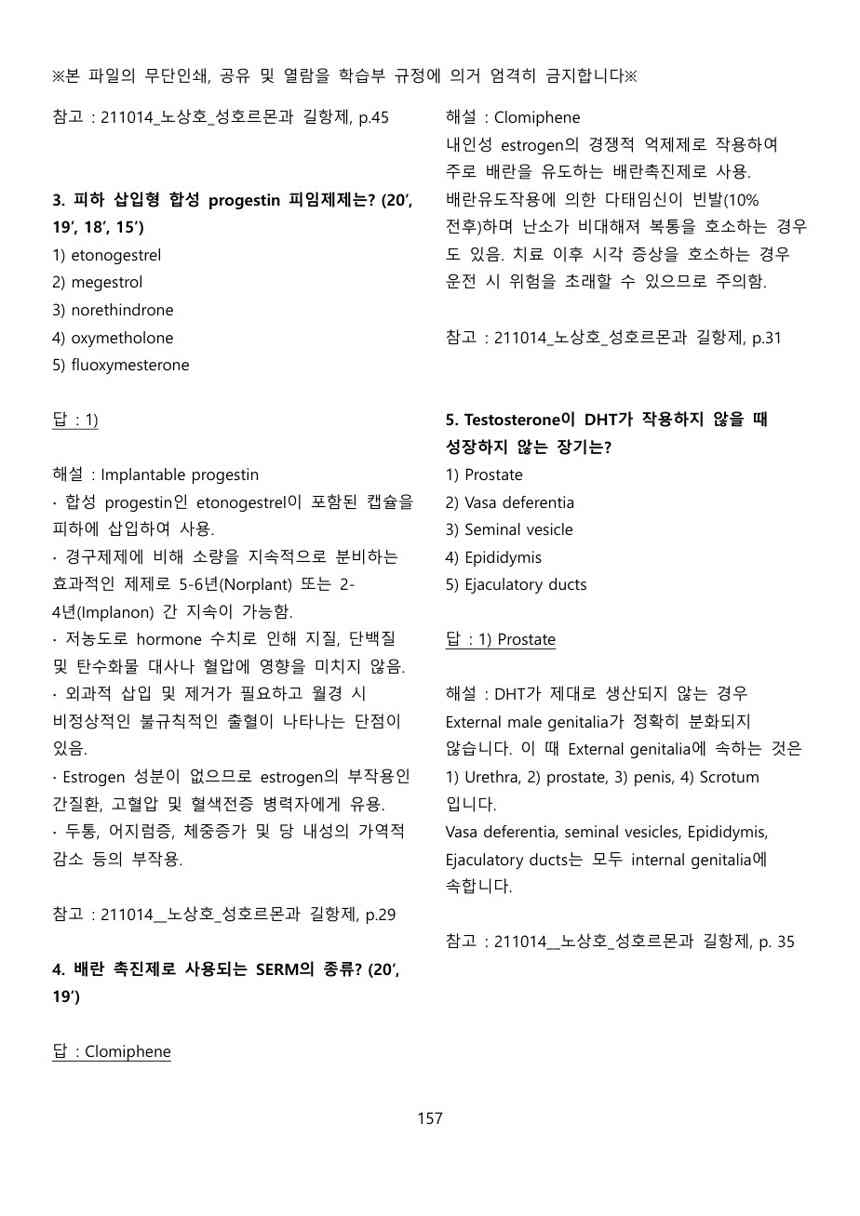 ※본 파일의 무단인쇄, 공유 및 열람을 학습부 규정에 의거 엄격히 금지합니다※
참고 : 211014_노상호_성호르몬과 길항제, p.45
3. 피하 삽입형 합성 progestin 피임제제는? (20’,
19’, 18’, 15’)
1) etonogestrel
2) megestrol
3) norethindrone
4) oxymetholone
5) fluoxymesterone
답 : 1)
해설 : Implantable progestin
· 합성 progestin인 etonogestrel이 포함된 캡슐을
피하에 삽입하여 사용.
· 경구제제에 비해 소량을 지속적으로 분비하는
효과적인 제제로 5-6년(Norplant) 또는 2-
4년(Implanon) 간 지속이 가능함.
· 저농도로 hormone 수치로 인해 지질, 단백질
및 탄수화물 대사나 혈압에 영향을 미치지 않음.
· 외과적 삽입 및 제거가 필요하고 월경 시
비정상적인 불규칙적인 출혈이 나타나는 단점이
있음.
· Estrogen 성분이 없으므로 estrogen의 부작용인
간질환, 고혈압 및 혈색전증 병력자에게 유용.
· 두통, 어지럼증, 체중증가 및 당 내성의 가역적
감소 등의 부작용.
참고 : 211014__노상호_성호르몬과 길항제, p.29
4. 배란 촉진제로 사용되는 SERM의 종류? (20’,
19’)
답 : Clomiphene
해설 : Clomiphene
내인성 estrogen의 경쟁적 억제제로 작용하여
주로 배란을 유도하는 배란촉진제로 사용.
배란유도작용에 의한 다태임신이 빈발(10%
전후)하며 난소가 비대해져 복통을 호소하는 경우
도 있음. 치료 이후 시각 증상을 호소하는 경우
운전 시 위험을 초래할 수 있으므로 주의함.
참고 : 211014_노상호_성호르몬과 길항제, p.31
5. Testosterone이 DHT가 작용하지 않을 때
성장하지 않는 장기는?
1) Prostate
2) Vasa deferentia
3) Seminal vesicle
4) Epididymis
5) Ejaculatory ducts
답 : 1) Prostate
해설 : DHT가 제대로 생산되지 않는 경우
External male genitalia가 정확히 분화되지
않습니다. 이 때 External genitalia에 속하는 것은
1) Urethra, 2) prostate, 3) penis, 4) Scrotum
입니다.
Vasa deferentia, seminal vesicles, Epididymis,
Ejaculatory ducts는 모두 internal genitalia에
속합니다.
참고 : 211014__노상호_성호르몬과 길항제, p. 35
157